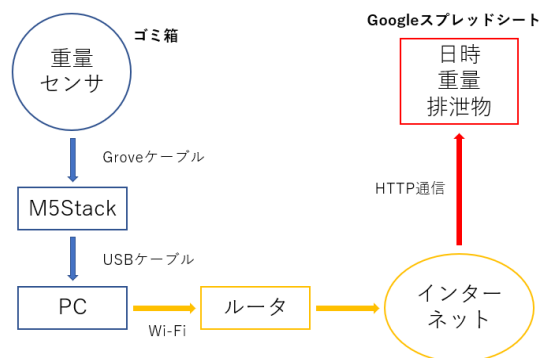 ゴミ箱
重量
センサ
Groveケーブル
M5Stack
USBケーブル
PC
Wi-Fi
ルータ
インター
ネット
HTTP通信
Googleスプレッドシート
日時
重量
排泄物